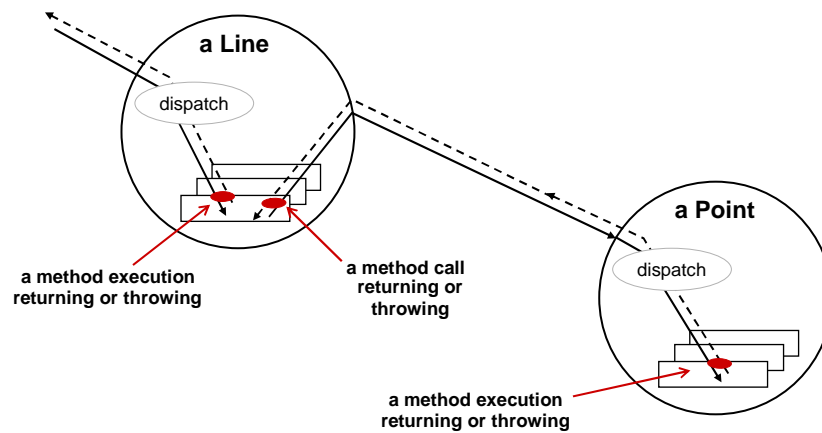 a Line
dispatch
a method execution
returning or throwing
a method call
returning or
throwing
a Point
dispatch
a method execution
returning or throwing